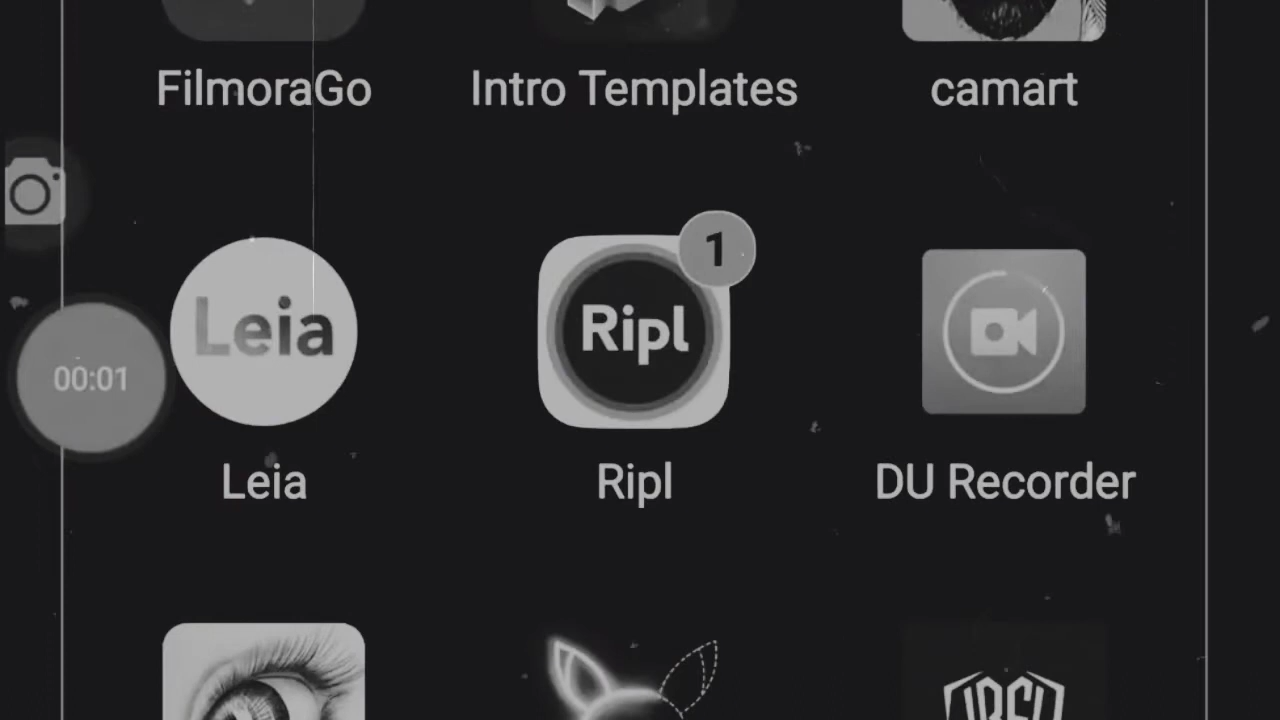 FilmoraGo
Intro Templates
camart
1
Leia
Ripl
00:01
Leia
Ripl
DU Recorder